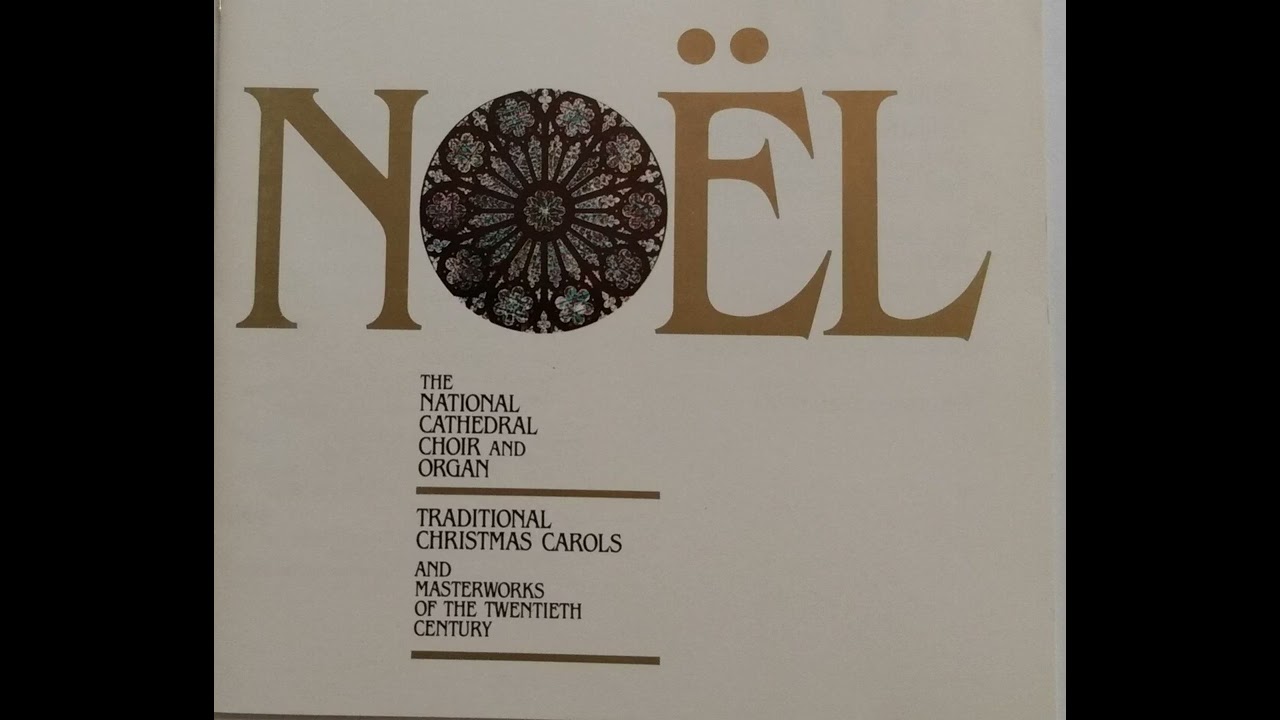 NOËL
THE
NATIONAL
CATHEDRAL
CHOIR AND
ORGAN
TRADITIONAL
CHRISTMAS CAROLS
AND
MASTERWORKS
OF THE TWENTIETH
CENTURY